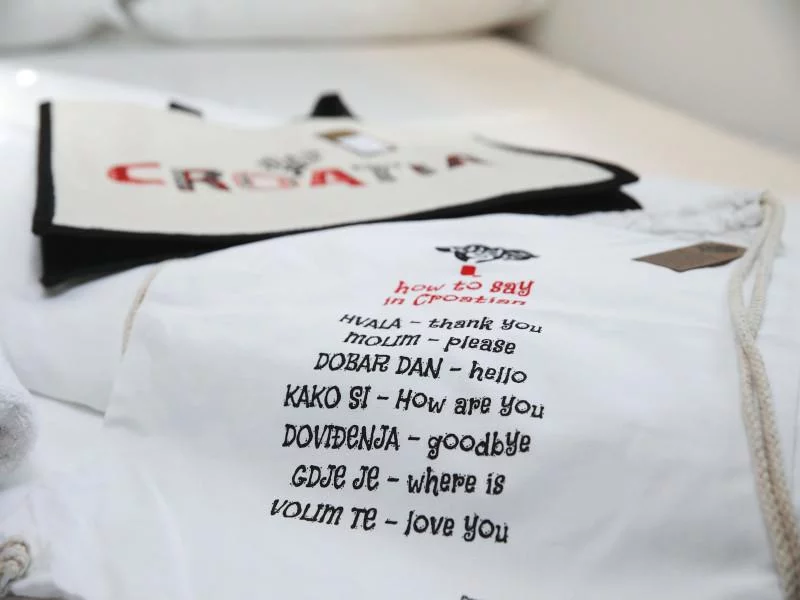 CROATIA
how to say
in Croatian
HVALA - thank you
MOLIM - please
DOBAR DAN - hello
KAKO SI - How are you
DOVIĐENJA - goodbye
GDJE JE - where is
VOLIM TE - love you